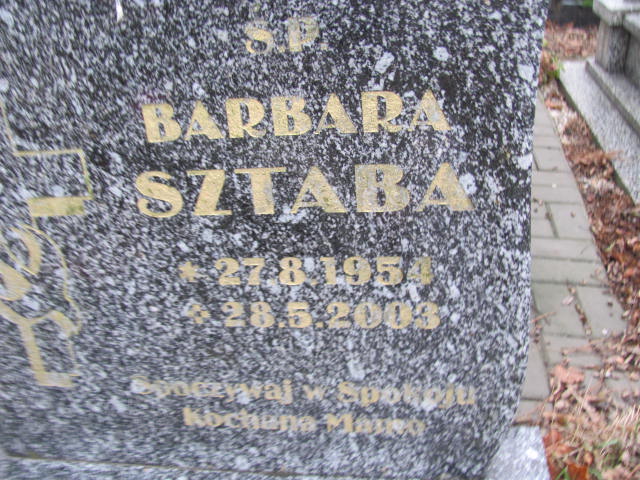 Ś.P.
BARBARA
SZTABA
* 27.8.1954
+ 28.5.2003
Spoczywaj w Spokoju
Kochana Mamo